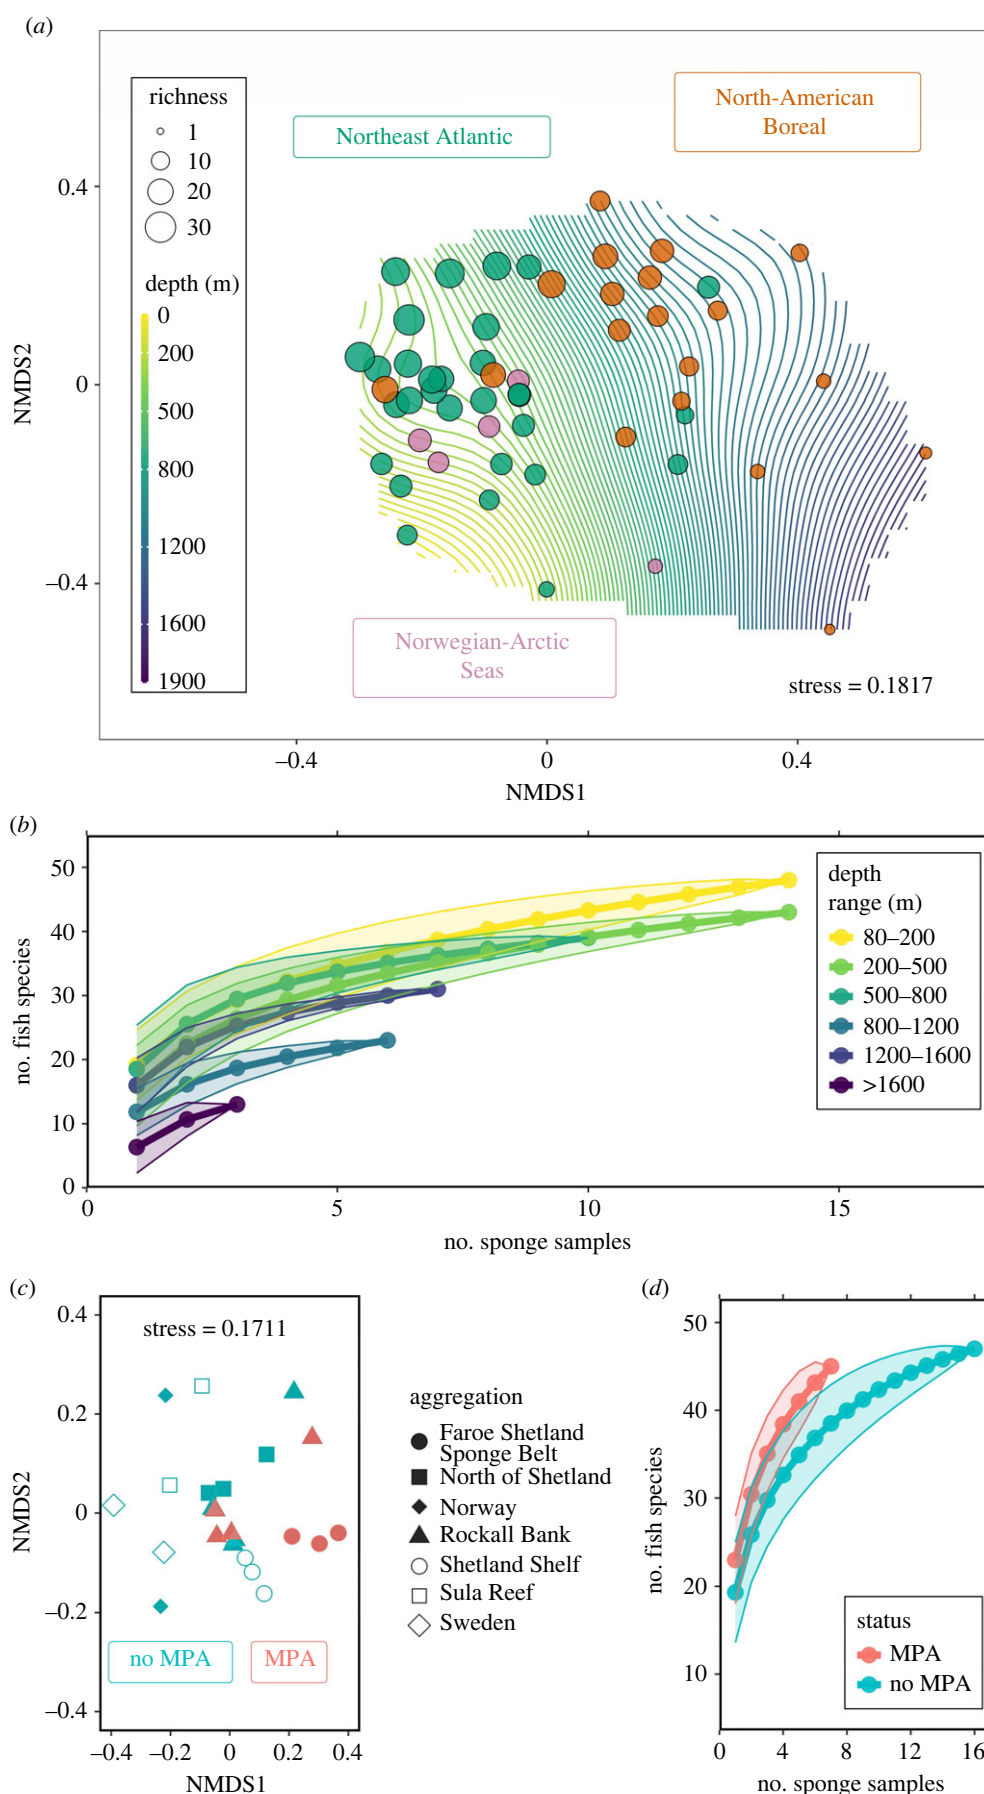 (a)
richness
1
10
20
30
depth (m)
0
200
500
800
1200
1600
1900
Northeast Atlantic
North-American
Boreal
Norwegian-Arctic
Seas
stress = 0.1817
NMDS2
0.4
0
–0.4
–0.4
0
0.4
NMDS1
(b)
no. fish species
50
40
30
20
10
0
0
5
10
15
no. sponge samples
depth
range (m)
80–200
200–500
500–800
800–1200
1200–1600
>1600
(c)
stress = 0.1711
NMDS2
0.4
0.2
0
–0.2
–0.4
no MPA
MPA
–0.4
–0.2
0
0.2
0.4
NMDS1
aggregation
Faroe Shetland
Sponge Belt
North of Shetland
Norway
Rockall Bank
Shetland Shelf
Sula Reef
Sweden
(d)
no. fish species
50
40
30
20
10
status
MPA
no MPA
0
4
8
12
16
no. sponge samples